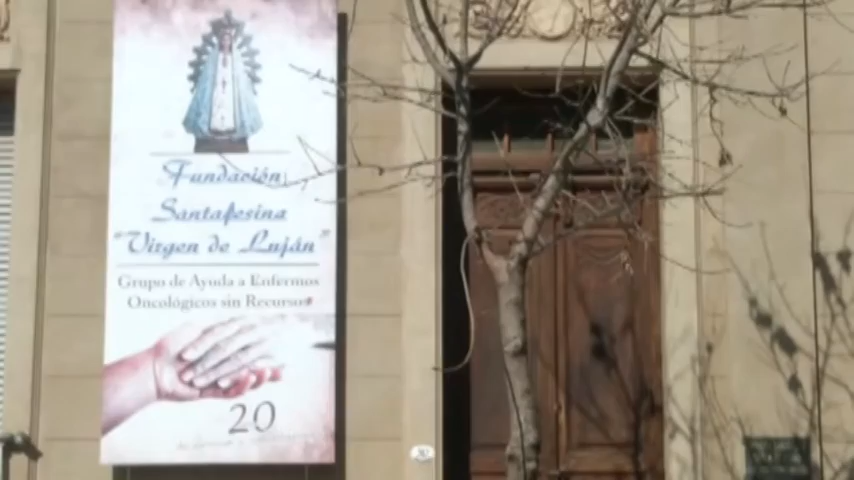 Fundación
Santafesina
"Virgen de Luján"
Grupo de Ayuda a Enfermos
Oncológicos sin Recursos
20